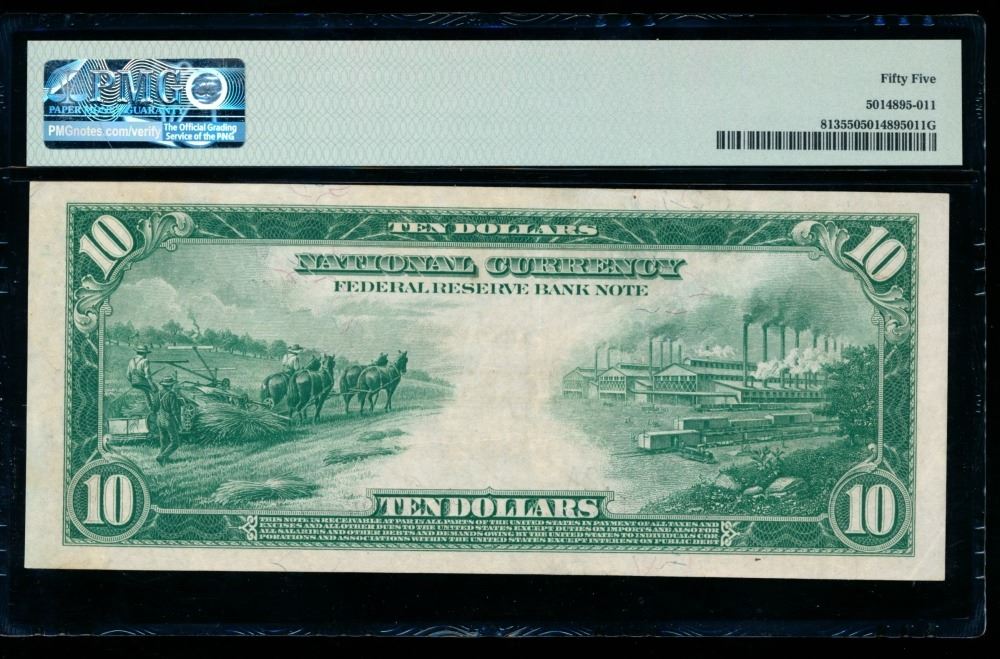 PMG
PAPER MONEY GUARANTY
PMGnotes.com/verify
The Official Grading
Service of the PNG
Fifty Five
5014895-011
8135505014895011G
10
TEN DOLLARS
10
NATIONAL CURRENCY
FEDERAL RESERVE BANK NOTE
10
TEN DOLLARS
10
THIS NOTE IS RECEIVABLE AT PAR IN ALL PARTS OF THE UNITED STATES IN PAYMENT OF ALL TAXES AND
EXCISES AND ALL OTHER DUES TO THE UNITED STATES EXCEPT DUTIES ON IMPORTS AND ALSO FOR
ALL SALARIES AND OTHER DEBTS AND DEMANDS OWING BY THE UNITED STATES TO INDIVIDUALS COR
PORATIONS AND ASSOCIATIONS WITHIN THE UNITED STATES EXCEPT INTEREST ON PUBLIC DEBT